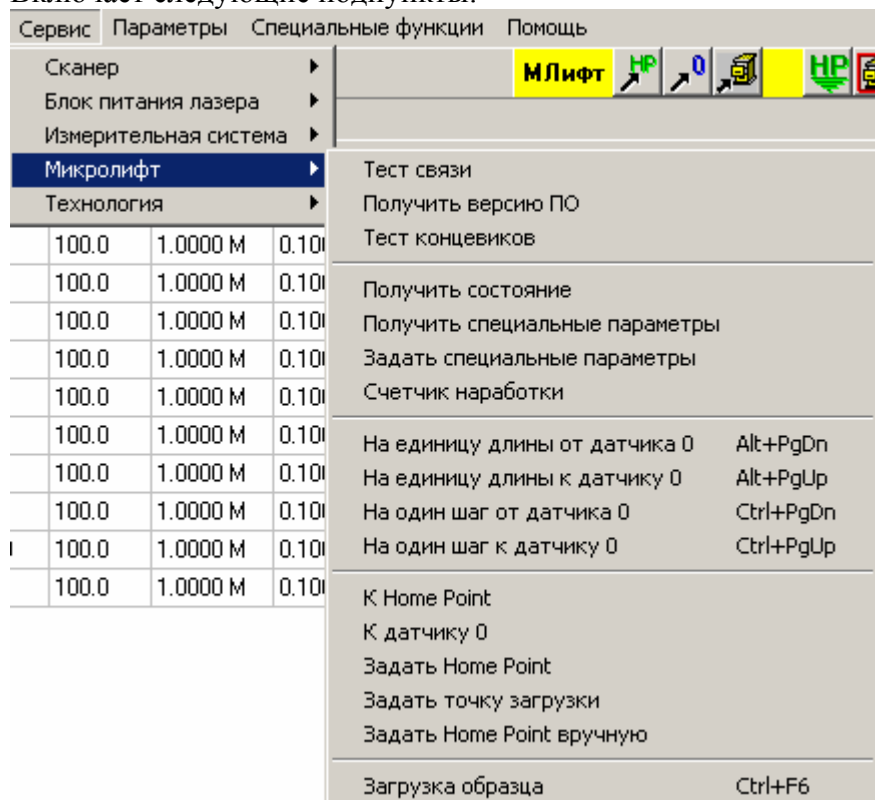 Включает следующие подпункты:
Сервис Параметры Специальные функции Помощь
Сканер
МЛифт HP 0 HP
Блок питания лазера
Измерительная система
Микролифт
Технология
Тест связи
Получить версию ПО
Тест концевиков
Получить состояние
Получить специальные параметры
Задать специальные параметры
Счетчик наработки
На единицу длины от датчика 0 Alt+PgDn
На единицу длины к датчику 0 Alt+PgUp
На один шаг от датчика 0 Ctrl+PgDn
На один шаг к датчику 0 Ctrl+PgUp
К Home Point
К датчику 0
Задать Home Point
Задать точку загрузки
Задать Home Point вручную
Загрузка образца Ctrl+F6
100.0 1.0000 M
100.0 1.0000 M
100.0 1.0000 M
100.0 1.0000 M
100.0 1.0000 M
100.0 1.0000 M
100.0 1.0000 M
100.0 1.0000 M
100.0 1.0000 M
100.0 1.0000 M